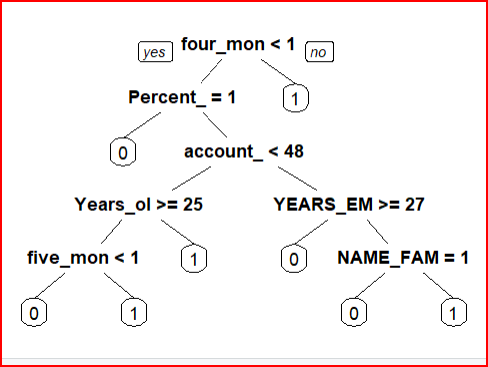 yes four_mon < 1 no
Percent_ = 1 1
0 account_ < 48
Years_ol >= 25 YEARS_EM >= 27
five_mon < 1 1 0 NAME_FAM = 1
0 1 0 1